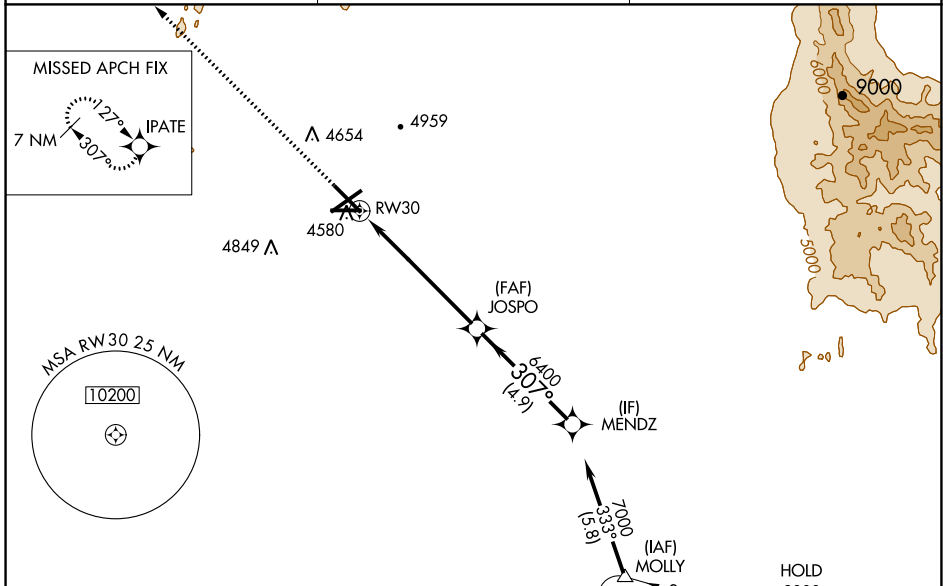 MISSED APCH FIX
127°
IPATE
7 NM
307°
4654
4959
6000
9000
RW30
4580
4849
5000
(FAF)
JOSPO
6400
307°
(4.9)
(IF)
MENDZ
MSA RW30 25 NM
10200
7000
333°
(5.8)
(IAF)
MOLLY
HOLD